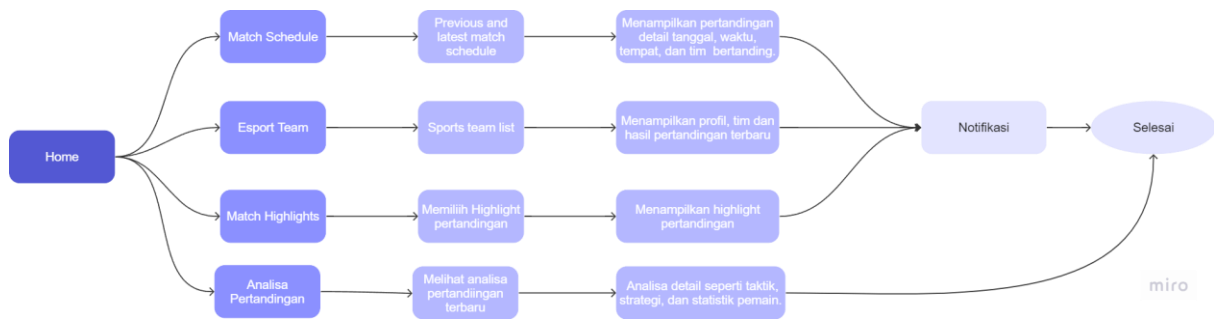 Home
Match Schedule
Previous and
latest match
schedule
Menampilkan pertandingan
detail tanggal, waktu,
tempat, dan tim bertanding.
Esport Team
Sports team list
Menampilkan profil, tim dan
hasil pertandingan terbaru
Match Highlights
Memiliih Highlight
pertandingan
Menampilkan highlight
pertandingan
Analisa
Pertandingan
Melihat analisa
pertandiingan
terbaru
Analisa detail seperti taktik,
strategi, dan statistik pemain.
Notifikasi
Selesai
miro